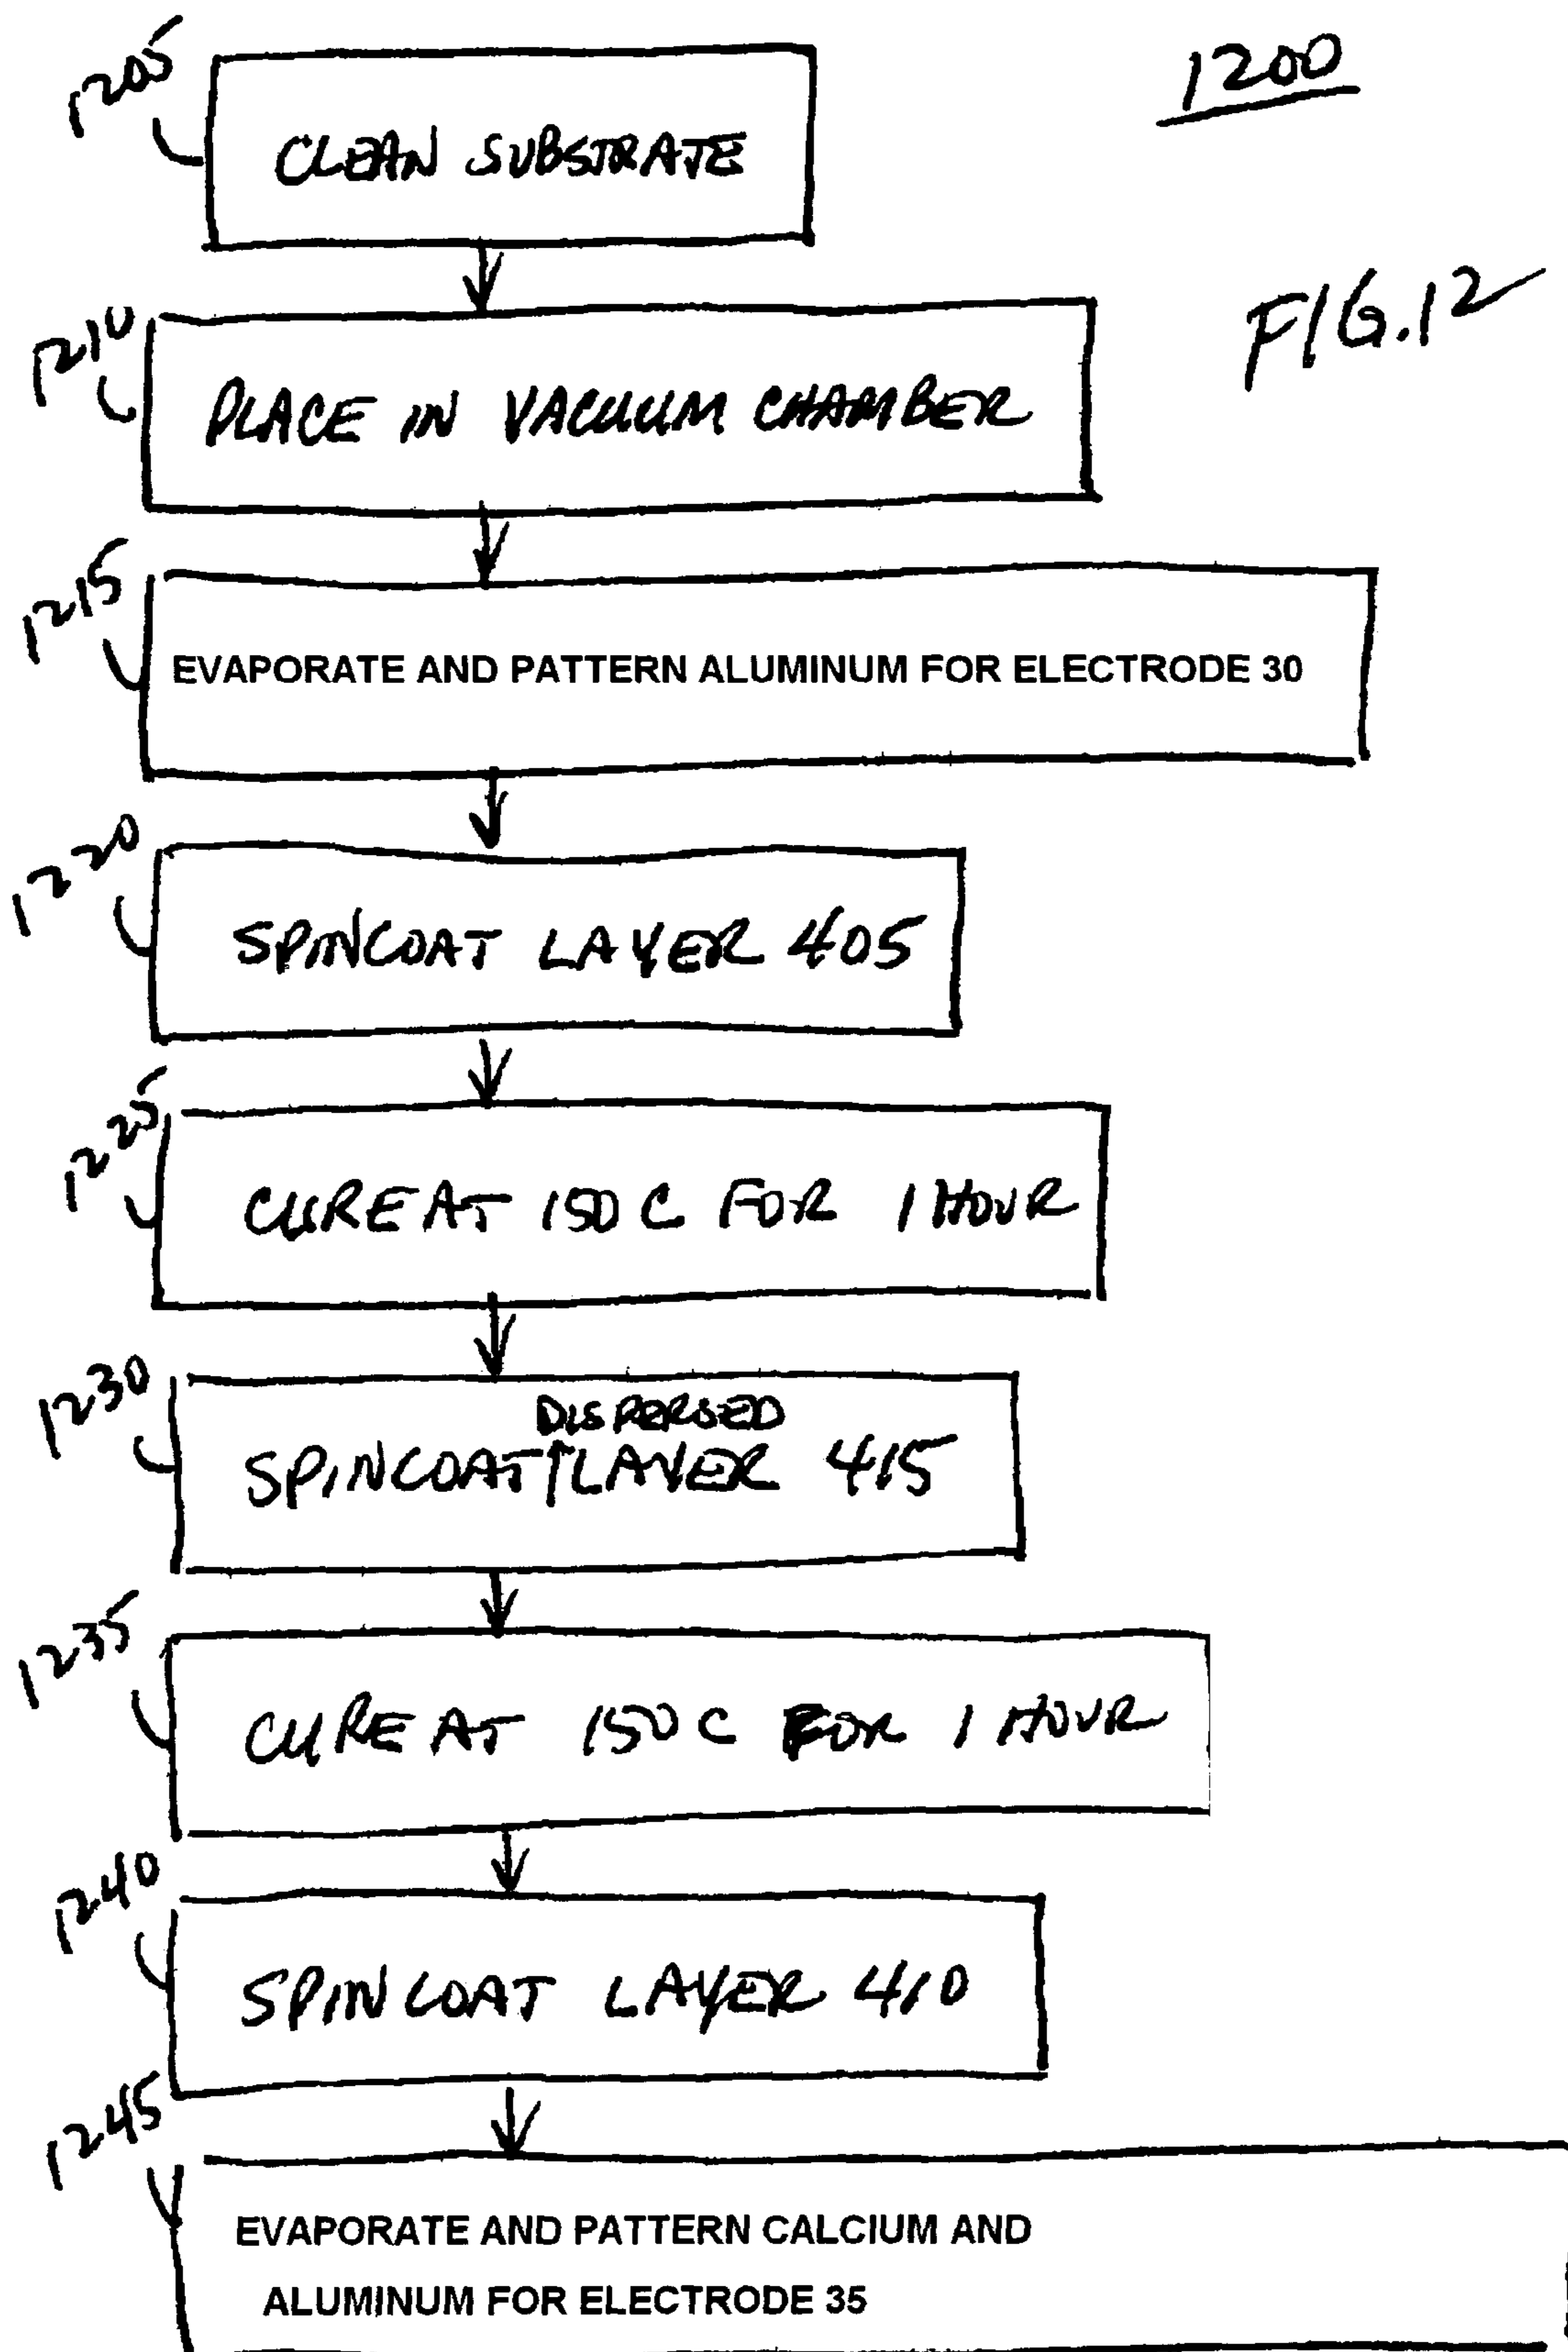 1200
FIG. 12
1205
CLEAN SUBSTRATE
1210
PLACE IN VACUUM CHAMBER
1215
EVAPORATE AND PATTERN ALUMINUM FOR ELECTRODE 30
1220
SPINCOAT LAYER 405
1225
CURE AT 150 C FOR 1 HOUR
1230
DISPERSED
SPINCOAT↑LAYER 415
1235
CURE AT 150 C FOR 1 HOUR
1240
SPINCOAT LAYER 410
1245
EVAPORATE AND PATTERN CALCIUM AND
ALUMINUM FOR ELECTRODE 35